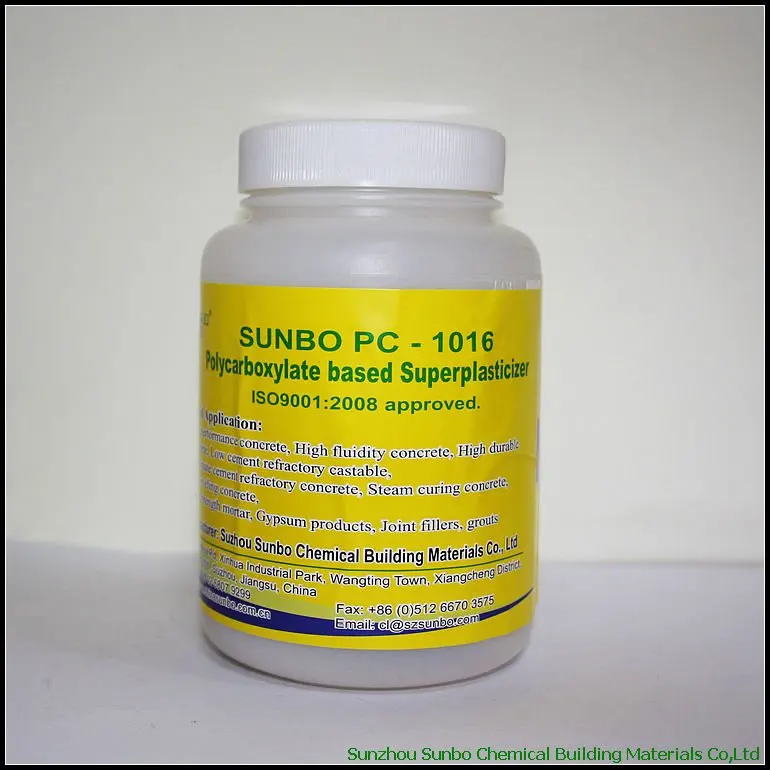 SUNBO PC - 1016
Polycarboxylate based Superplasticizer
ISO9001:2008 approved.
Application:
concrete, High fluidity concrete, High durable
Low cement refractory castable,
cement refractory concrete, Steam curing concrete,
concrete,
mortar, Gypsum products, Joint fillers, grouts
Suzhou Sunbo Chemical Building Materials Co., Ltd
Xinhua Industrial Park, Wangting Town, Xiangcheng District,
Suzhou, Jiangsu, China
9299
Fax: +86 (0)512 6670 3575
Email: cl@szsunbo.com
Sunzhou Sunbo Chemical Building Materials Co,Ltd